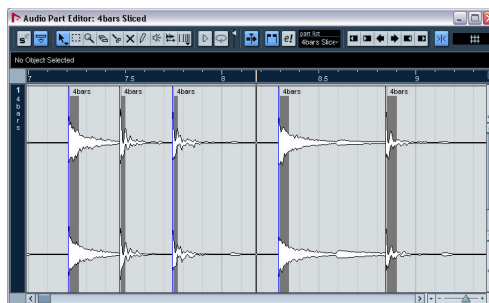 Audio Part Editor: 4bars Sliced
part list
4bars Slice
No Object Selected
7 7.5 8 8.5 9
1
4bars
4bars 4bars 4bars 4bars 4bars